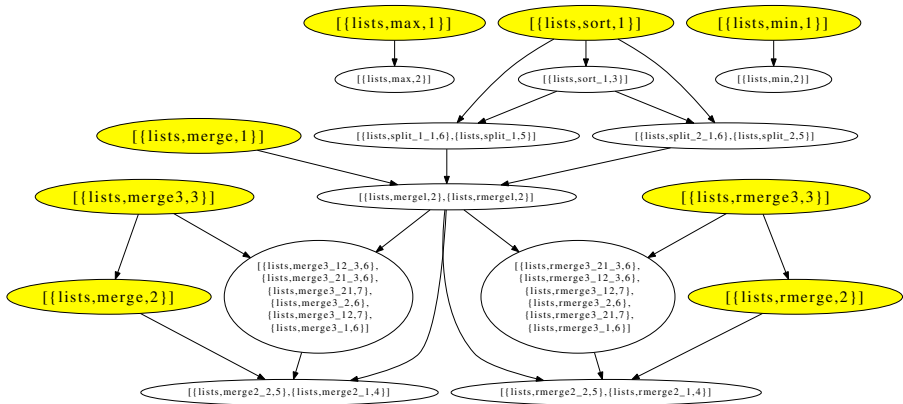 [{lists,max,1}]
[{lists,sort,1}]
[{lists,min,1}]
[{lists,max,2}]
[{lists,sort_1,3}]
[{lists,min,2}]
[{lists,merge,1}]
[{lists,split_1_1,6},{lists,split_1,5}]
[{lists,split_2_1,6},{lists,split_2,5}]
[{lists,merge3,3}]
[{lists,mergel,2},{lists,rmergel,2}]
[{lists,rmerge3,3}]
[{lists,merge,2}]
[{lists,merge3_12_3,6},
{lists,merge3_21_3,6},
{lists,merge3_21,7},
{lists,merge3_2,6},
{lists,merge3_12,7},
{lists,merge3_1,6}]
[{lists,rmerge3_21_3,6},
{lists,rmerge3_12_3,6},
{lists,rmerge3_12,7},
{lists,rmerge3_2,6},
{lists,rmerge3_21,7},
{lists,rmerge3_1,6}]
[{lists,rmerge,2}]
[{lists,merge2_2,5},{lists,merge2_1,4}]
[{lists,rmerge2_2,5},{lists,rmerge2_1,4}]